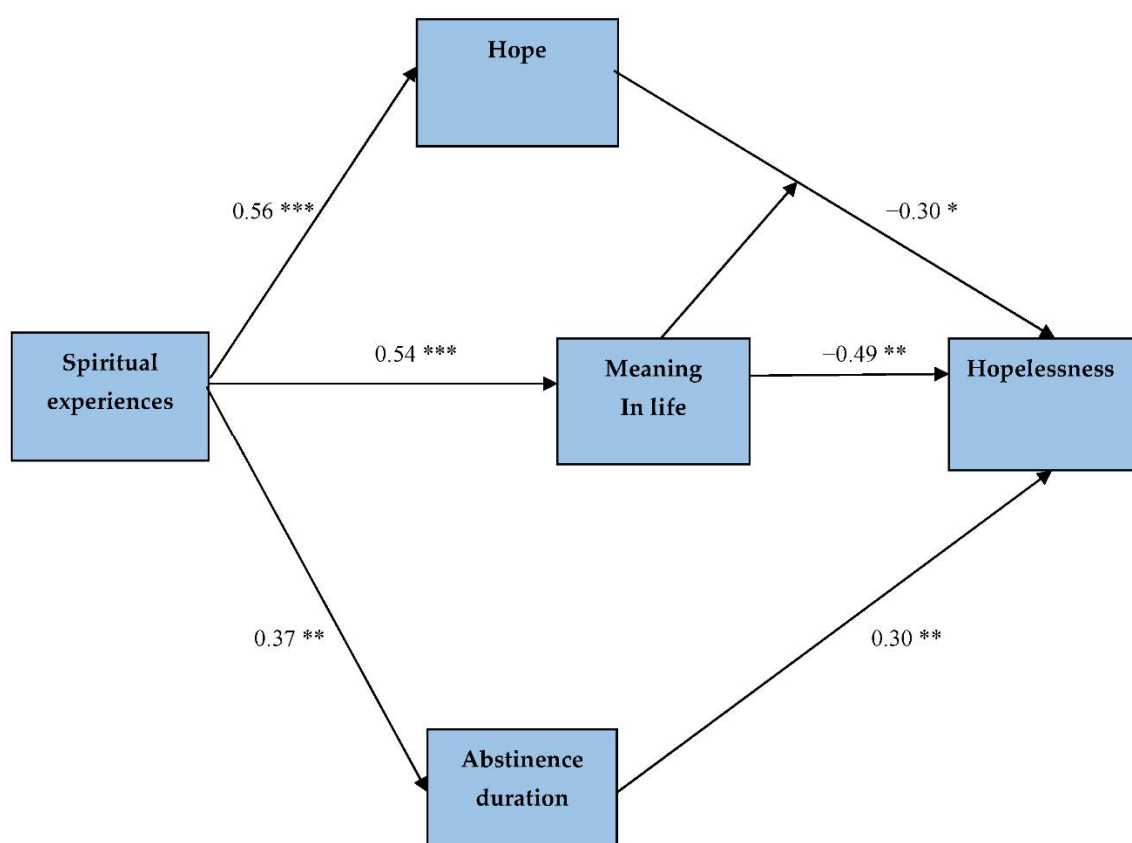 Hope
0.56 ***
−0.30 *
Spiritual
experiences
0.54 ***
Meaning
In life
−0.49 **
Hopelessness
0.37 **
0.30 **
Abstinence
duration